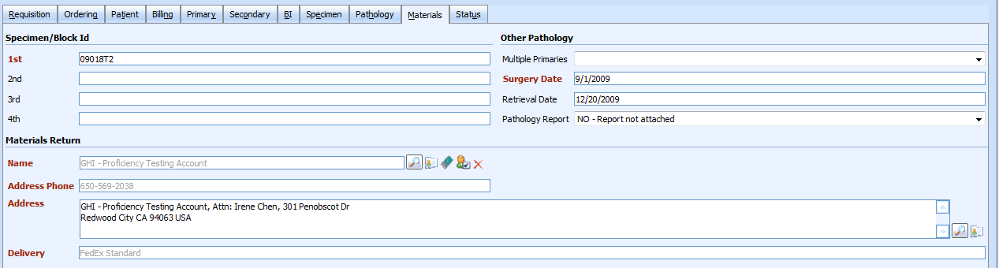 Requisition Ordering Patient Billing Primary Secondary BI Specimen Pathology Materials Status
Specimen/Block Id
1st 09018T2
2nd
3rd
4th
Other Pathology
Multiple Primaries
Surgery Date 9/1/2009
Retrieval Date 12/20/2009
Pathology Report NO - Report not attached
Materials Return
Name GHI - Proficiency Testing Account
Address Phone 650-569-2038
Address GHI - Proficiency Testing Account, Attn: Irene Chen, 301 Penobscot Dr
Redwood City CA 94063 USA
Delivery FedEx Standard